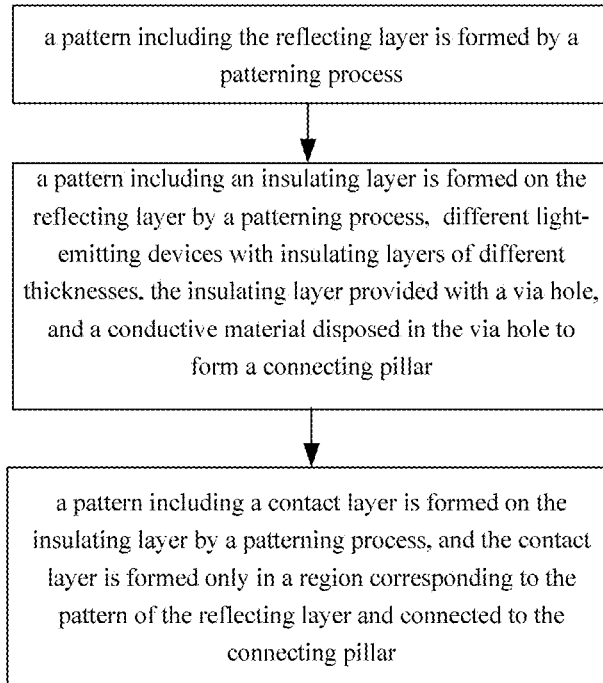 a pattern including the reflecting layer is formed by a
patterning process
a pattern including an insulating layer is formed on the
reflecting layer by a patterning process, different light-
emitting devices with insulating layers of different
thicknesses. the insulating layer provided with a via hole,
and a conductive material disposed in the via hole to
form a connecting pillar
a pattern including a contact layer is formed on the
insulating layer by a patterning process, and the contact
layer is formed only in a region corresponding to the
pattern of the reflecting layer and connected to the
connecting pillar